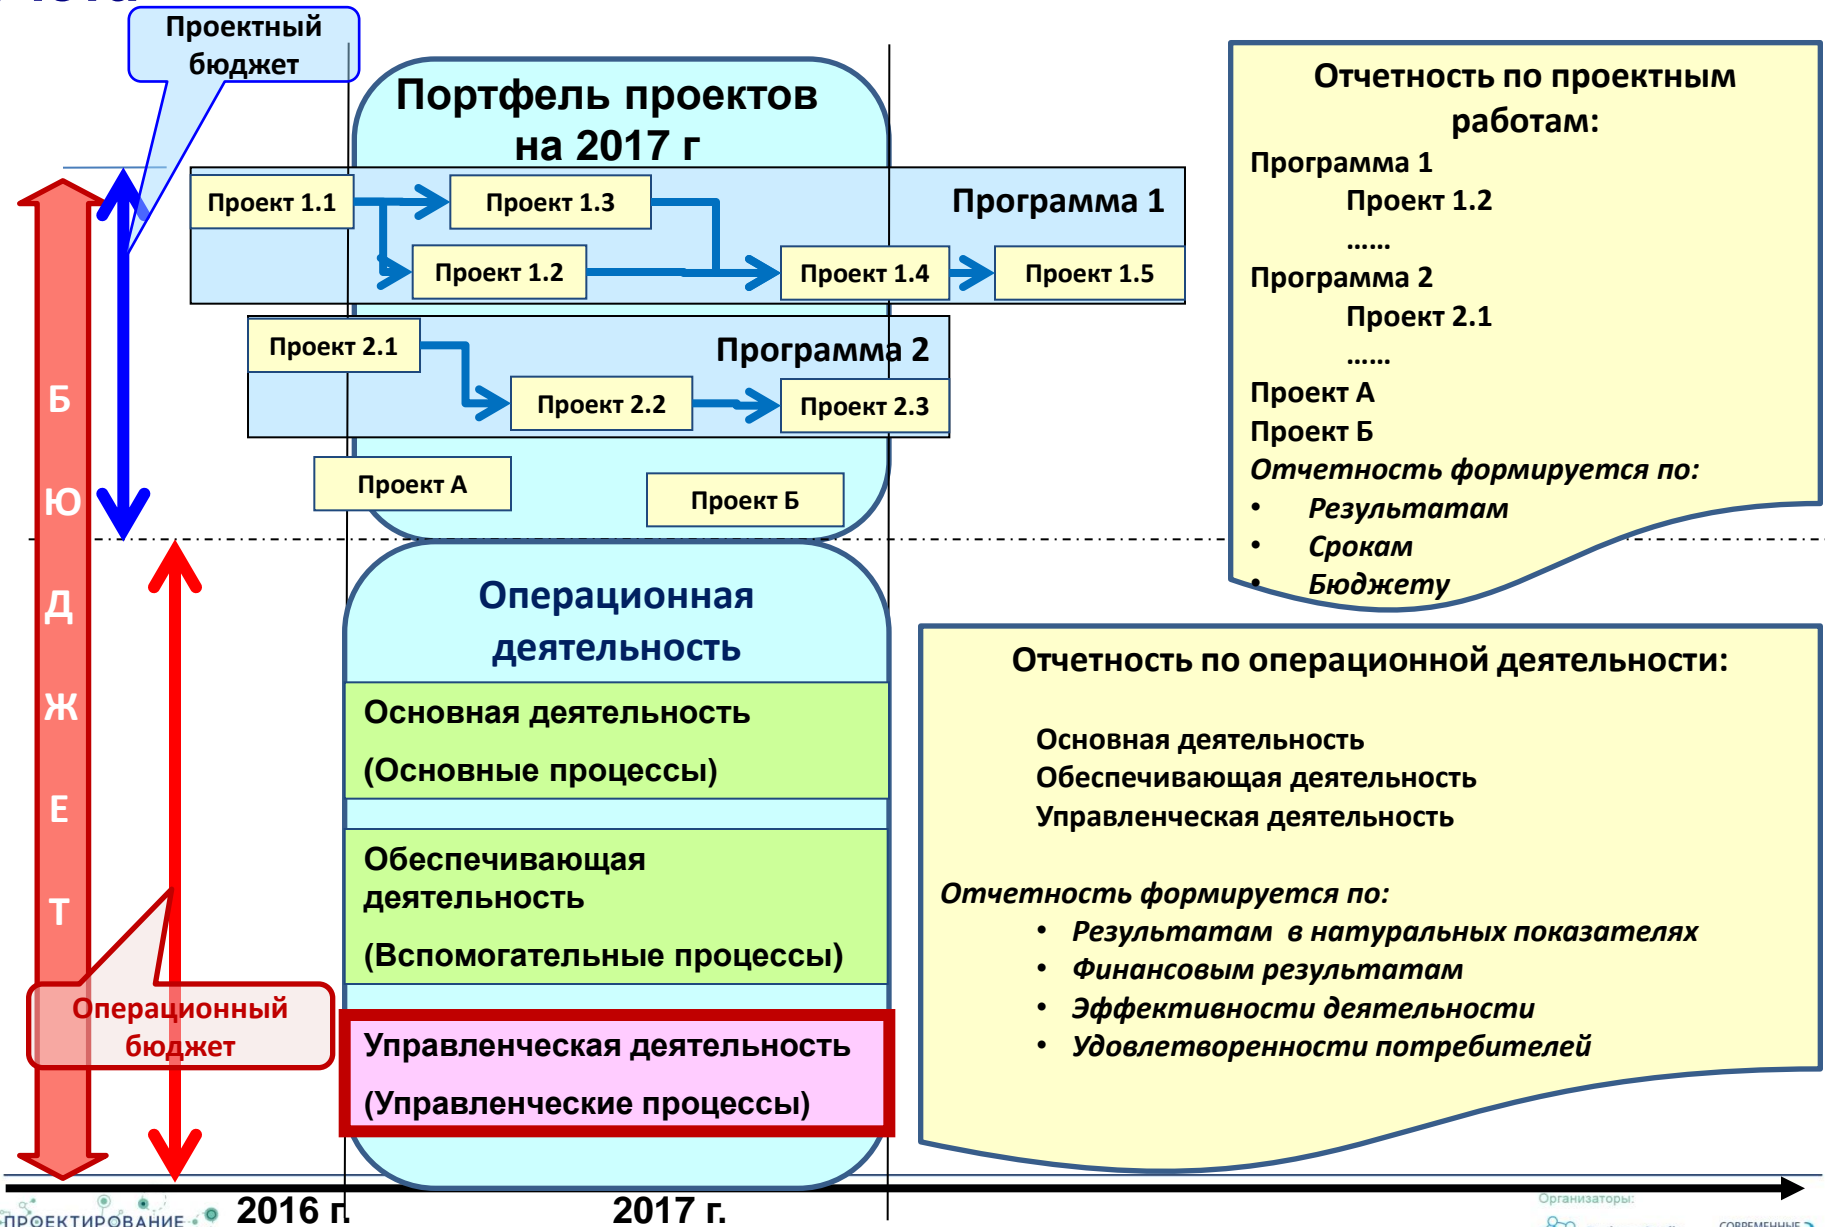 Проектный
бюджет
Портфель проектов
на 2017 г
Проект 1.1
Проект 1.3
Программа 1
Проект 1.2
Проект 1.4
Проект 1.5
Проект 2.1
Программа 2
Проект 2.2
Проект 2.3
Проект А
Проект Б
Б
Ю
Д
Ж
Е
Т
Операционная
деятельность
Основная деятельность
(Основные процессы)
Обеспечивающая
деятельность
(Вспомогательные процессы)
Управленческая деятельность
(Управленческие процессы)
Операционный
бюджет
Отчетность по проектным
работам:
Программа 1
Проект 1.2
......
Программа 2
Проект 2.1
......
Проект А
Проект Б
Отчетность формируется по:
• Результатам
• Срокам
• Бюджету
Отчетность по операционной деятельности:
Основная деятельность
Обеспечивающая деятельность
Управленческая деятельность
Отчетность формируется по:
• Результатам в натуральных показателях
• Финансовым результатам
• Эффективности деятельности
• Удовлетворенности потребителей
2016 г.
2017 г.
ПРОЕКТИРОВАНИЕ
Организаторы:
СОВРЕМЕННЫЕ